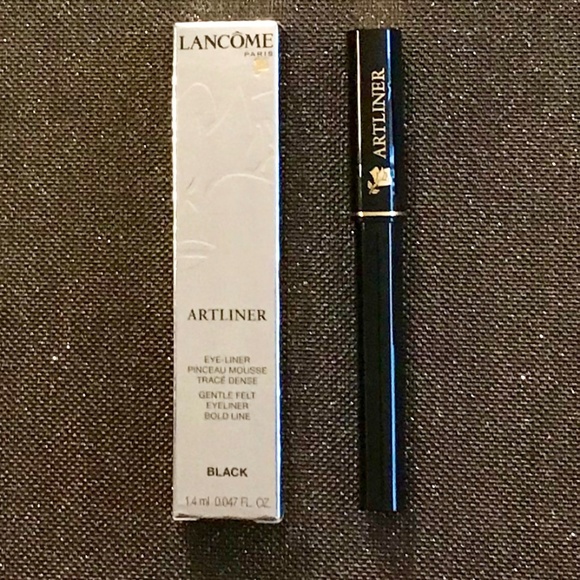 LANCÔME
PARIS
ARTLINER
EYE-LINER
PINCEAU MOUSSE
TRACÉ DENSE
GENTLE FELT
EYELINER
BOLD LINE
BLACK
1.4 ml 0.047 FL. OZ.
ARTLINER